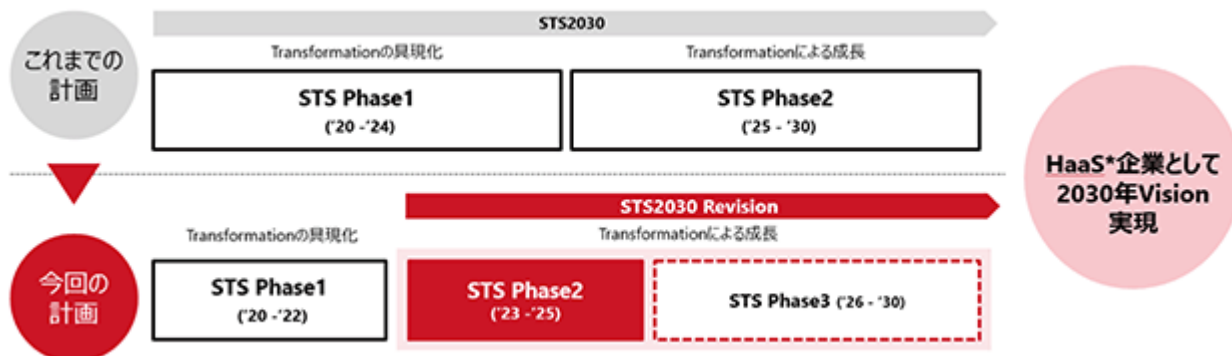 STS2030
これまでの
計画
Transformationの具現化
Transformationによる成長
STS Phase1
('20 -'24)
STS Phase2
('25 - '30)
HaaS*企業として
2030年Vision
実現
STS2030 Revision
今回の
計画
Transformationの具現化
Transformationによる成長
STS Phase1
('20 -'22)
STS Phase2
('23 -'25)
STS Phase3 ('26 - '30)